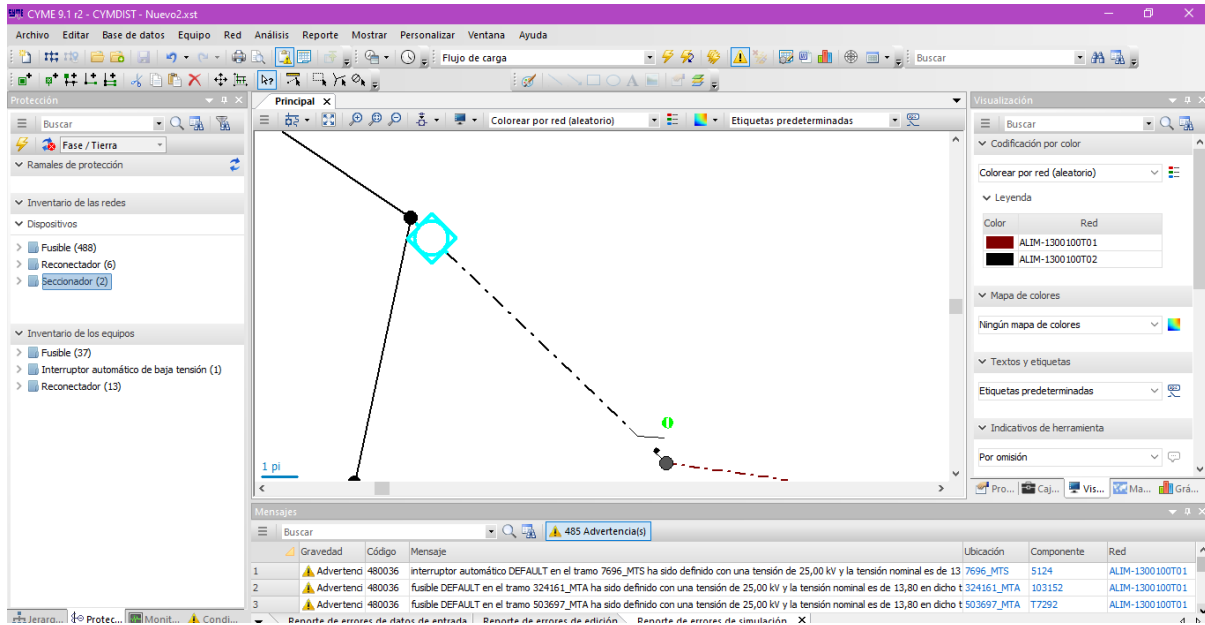 CYME 9.1 r2 - CYMDIST - Nuevo2.xst
Archivo Editar Base de datos Equipo Red Análisis Reporte Mostrar Personalizar Ventana Ayuda
Flujo de carga
Buscar
Protección
Buscar
Fase / Tierra
Ramales de protección
Inventario de las redes
Dispositivos
Fusible (488)
Reconectador (6)
Seccionador (2)
Inventario de los equipos
Fusible (37)
Interruptor automático de baja tensión (1)
Reconectador (13)
Jerarq...
Protec...
Monit...
Condi...
Principal
Colorear por red (aleatorio)
Etiquetas predeterminadas
1 pi
Visualización
Buscar
Codificación por color
Colorear por red (aleatorio)
Leyenda
Color Red
ALIM-1300100T01
ALIM-1300100T02
Mapa de colores
Ningún mapa de colores
Textos y etiquetas
Etiquetas predeterminadas
Indicativos de herramienta
Por omisión
Pro...
Caj...
Vis...
Ma...
Grá...
Mensajes
Buscar
485 Advertencia(s)
Gravedad Código Mensaje Ubicación Componente Red
1 Advertenci 480036 interruptor automático DEFAULT en el tramo 7696_MTS ha sido definido con una tensión de 25,00 kV y la tensión nominal es de 13 7696_MTS 5124 ALIM-1300100T01
2 Advertenci 480036 fusible DEFAULT en el tramo 324161_MTA ha sido definido con una tensión de 25,00 kV y la tensión nominal es de 13,80 en dicho t 324161_MTA 103152 ALIM-1300100T01
3 Advertenci 480036 fusible DEFAULT en el tramo 503697_MTA ha sido definido con una tensión de 25,00 kV y la tensión nominal es de 13,80 en dicho t 503697_MTA T7292 ALIM-1300100T01
Reporte de errores de datos de entrada Reporte de errores de edición Reporte de errores de simulación